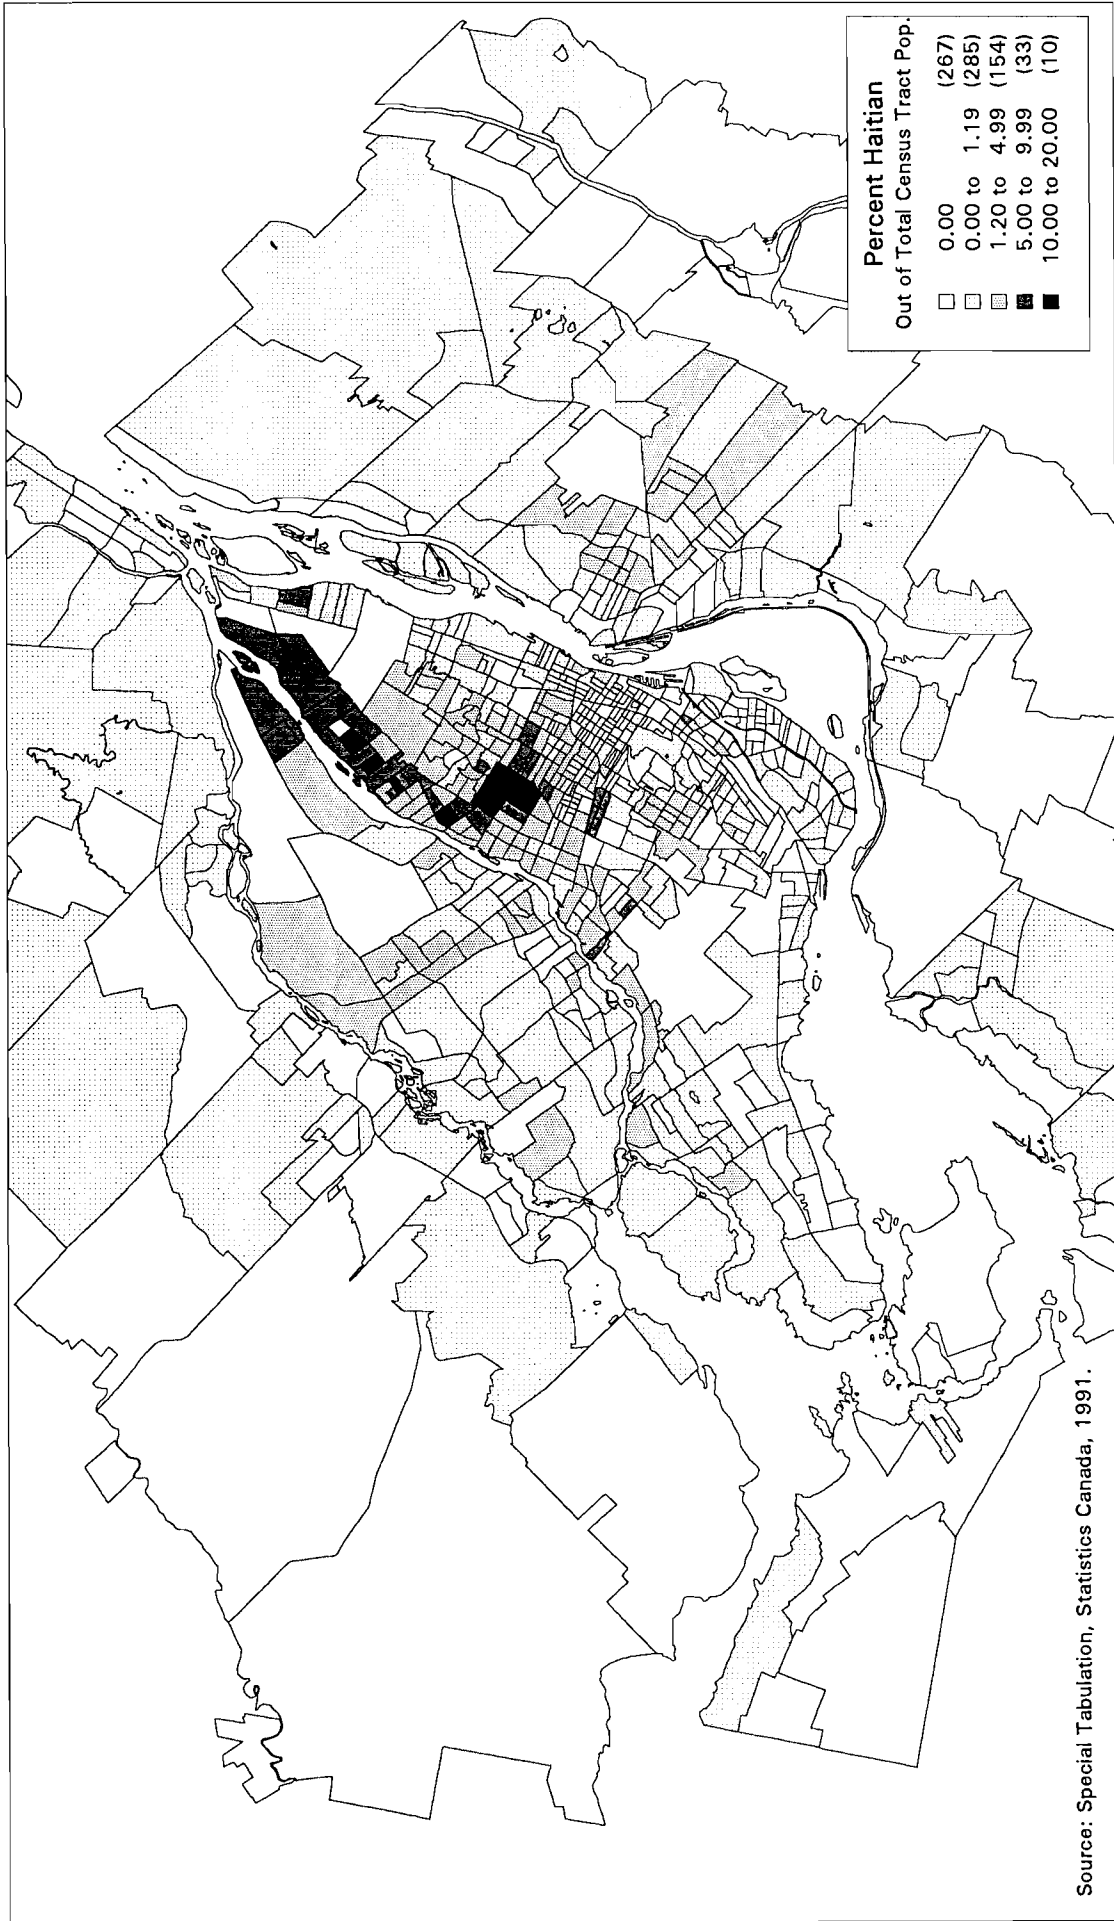 Percent Haitian
Out of Total Census Tract Pop.
0.00 (267)
0.00 to 1.19 (285)
1.20 to 4.99 (154)
5.00 to 9.99 (33)
10.00 to 20.00 (10)
Source: Special Tabulation, Statistics Canada, 1991.